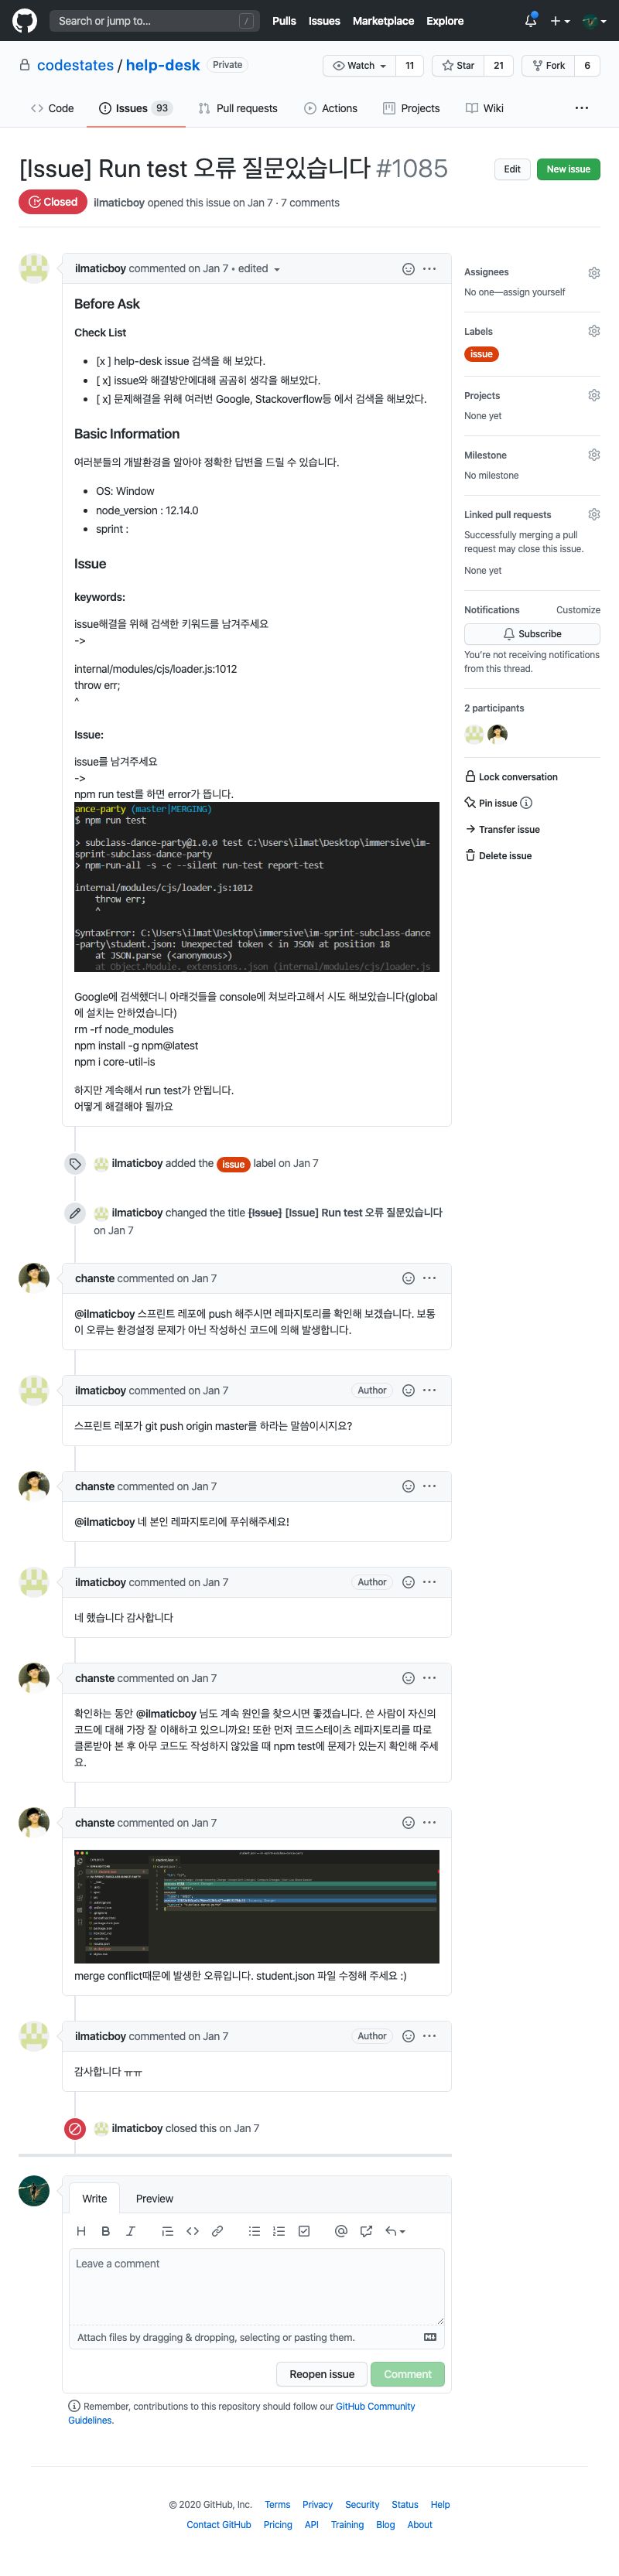 Search or jump to...
/
Pulls
Issues
Marketplace
Explore
codestates / help-desk
Private
Watch
11
Star
21
Fork
6
Code
Issues 93
Pull requests
Actions
Projects
Wiki
[Issue] Run test 오류 질문있습니다 #1085
Edit
New issue
Closed
ilmaticboy opened this issue on Jan 7 · 7 comments
ilmaticboy commented on Jan 7 • edited
Before Ask
Check List
[x ] help-desk issue 검색을 해 보았다.
[ x] issue와 해결방안에대해 곰곰히 생각을 해보았다.
[ x] 문제해결을 위해 여러번 Google, Stackoverflow등 에서 검색을 해보았다.
Basic Information
여러분들의 개발환경을 알아야 정확한 답변을 드릴 수 있습니다.
OS: Window
node_version : 12.14.0
sprint :
Issue
keywords:
issue해결을 위해 검색한 키워드를 남겨주세요
->
internal/modules/cjs/loader.js:1012
throw err;
^
Issue:
issue를 남겨주세요
->
npm run test를 하면 error가 뜹니다.
ance-party (master|MERGING)
$ npm run test
> subclass-dance-party@1.0.0 test C:\Users\ilmat\Desktop\immersive\im-
sprint-subclass-dance-party
> npm-run-all -s -c --silent run-test report-test
internal/modules/cjs/loader.js:1012
throw err;
^
SyntaxError: C:\Users\ilmat\Desktop\immersive\im-sprint-subclass-dance
-party\student.json: Unexpected token < in JSON at position 18
at JSON.parse (<anonymous>)
at Object.Module._extensions..json (internal/modules/cjs/loader.js
Google에 검색했더니 아래것들을 console에 쳐보라고해서 시도 해보았습니다(global
에 설치는 안하였습니다)
rm -rf node_modules
npm install -g npm@latest
npm i core-util-is
하지만 계속해서 run test가 안됩니다.
어떻게 해결해야 될까요
Assignees
No one—assign yourself
Labels
issue
Projects
None yet
Milestone
No milestone
Linked pull requests
Successfully merging a pull
request may close this issue.
None yet
Notifications
Customize
Subscribe
You’re not receiving notifications
from this thread.
2 participants
Lock conversation
Pin issue
Transfer issue
Delete issue
ilmaticboy added the issue label on Jan 7
ilmaticboy changed the title [Issue] [Issue] Run test 오류 질문있습니다
on Jan 7
chanste commented on Jan 7
@ilmaticboy 스프린트 레포에 push 해주시면 레파지토리를 확인해 보겠습니다. 보통
이 오류는 환경설정 문제가 아닌 작성하신 코드에 의해 발생합니다.
ilmaticboy commented on Jan 7
Author
스프린트 레포가 git push origin master를 하라는 말씀이시지요?
chanste commented on Jan 7
@ilmaticboy 네 본인 레파지토리에 푸쉬해주세요!
ilmaticboy commented on Jan 7
Author
네 했습니다 감사합니다
chanste commented on Jan 7
확인하는 동안 @ilmaticboy 님도 계속 원인을 찾으시면 좋겠습니다. 쓴 사람이 자신의
코드에 대해 가장 잘 이해하고 있으니까요! 또한 먼저 코드스테이츠 레파지토리를 따로
클론받아 본 후 아무 코드도 작성하지 않았을 때 npm test에 문제가 있는지 확인해 주세
요.
chanste commented on Jan 7
merge conflict때문에 발생한 오류입니다. student.json 파일 수정해 주세요 :)
ilmaticboy commented on Jan 7
Author
감사합니다 ㅠㅠ
ilmaticboy closed this on Jan 7
Write
Preview
H
B
I
Leave a comment
Attach files by dragging & dropping, selecting or pasting them.
Reopen issue
Comment
Remember, contributions to this repository should follow our GitHub Community
Guidelines.
© 2020 GitHub, Inc.
Terms
Privacy
Security
Status
Help
Contact GitHub
Pricing
API
Training
Blog
About